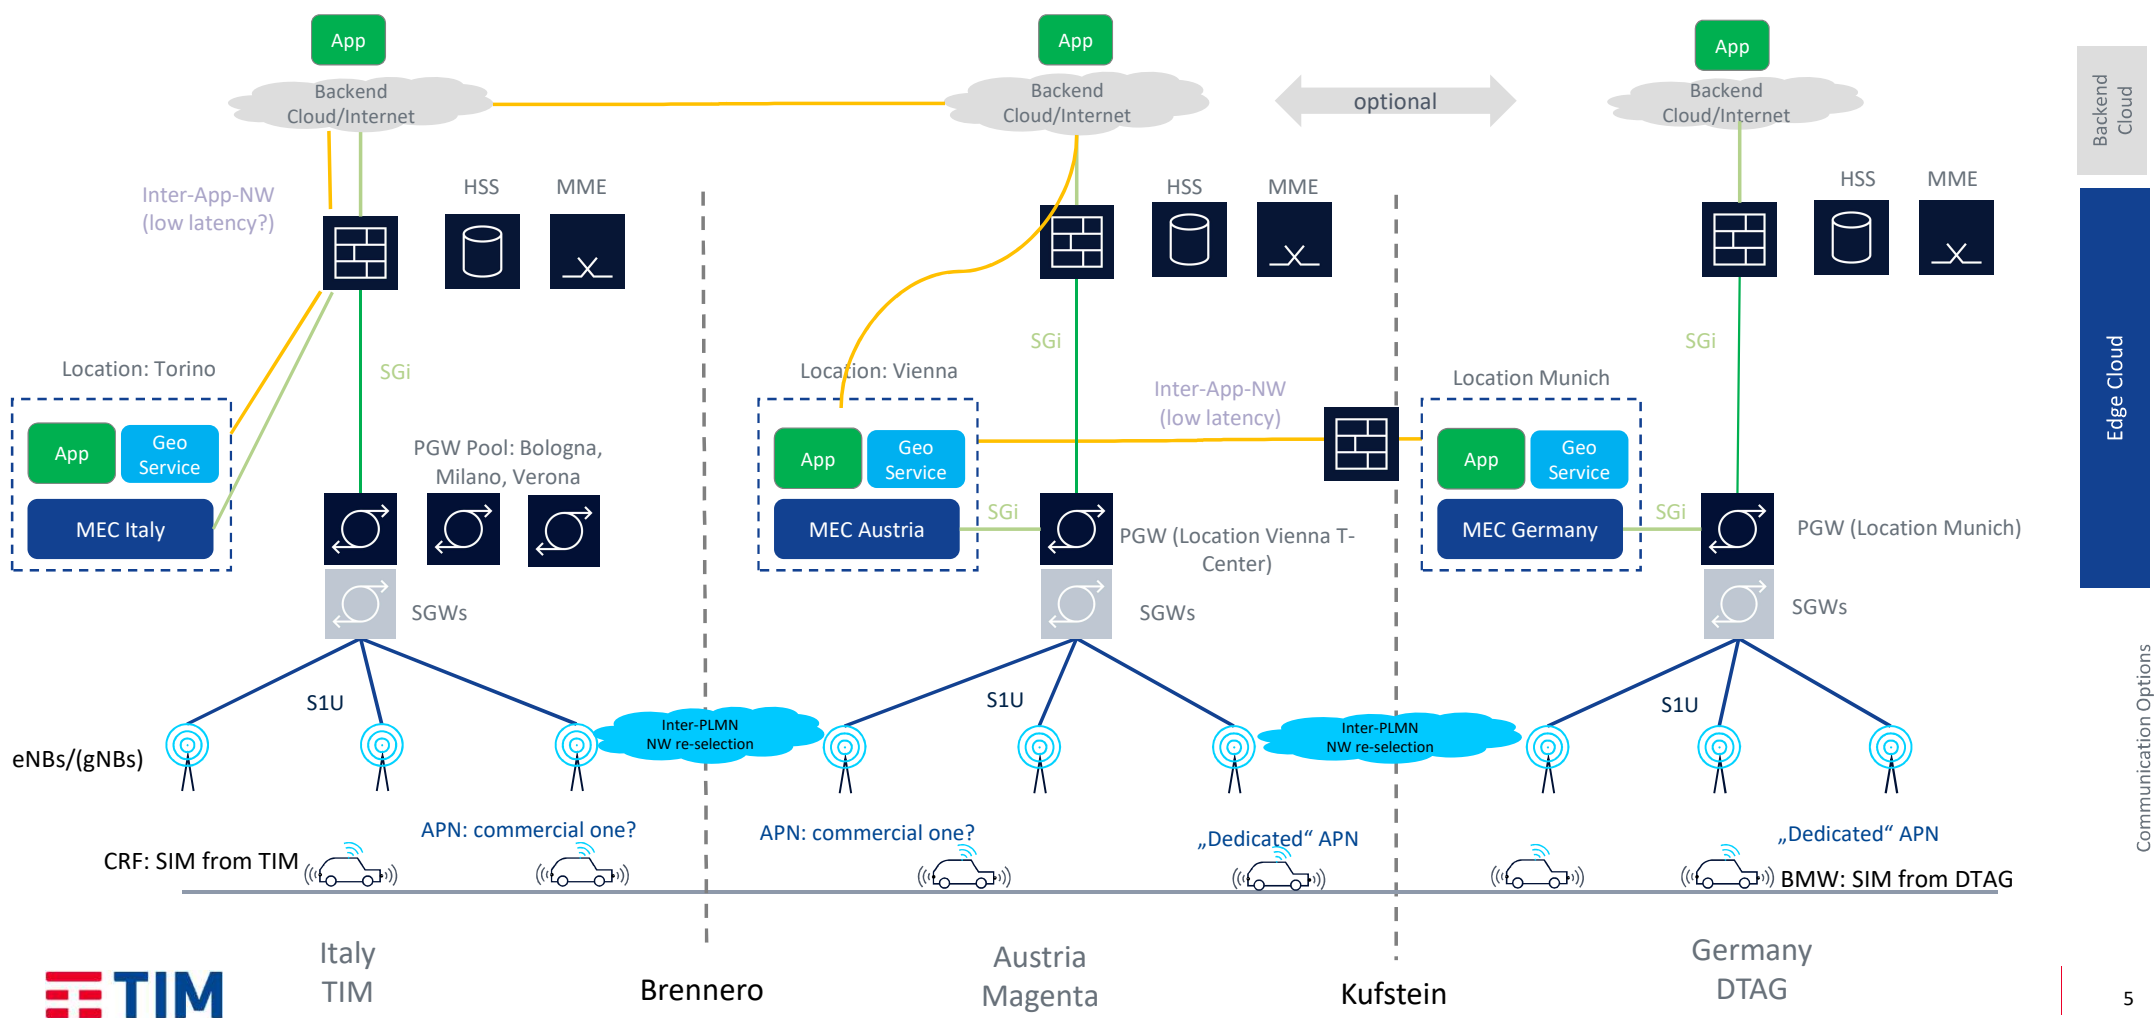 App
App
App
Backend
Cloud/Internet
Backend
Cloud/Internet
optional
Backend
Cloud/Internet
Backend
Cloud
Inter-App-NW
(low latency?)
HSS
MME
HSS
MME
HSS
MME
SGi
SGi
SGi
Edge Cloud
Location: Torino
Location: Vienna
Inter-App-NW
(low latency)
Location Munich
App
Geo
Service
MEC Italy
PGW Pool: Bologna,
Milano, Verona
App
Geo
Service
MEC Austria
SGi
PGW (Location Vienna T-
Center)
App
Geo
Service
MEC Germany
SGi
PGW (Location Munich)
SGWs
SGWs
SGWs
S1U
S1U
S1U
Inter-PLMN
NW re-selection
Inter-PLMN
NW re-selection
eNBs/(gNBs)
Communication Options
APN: commercial one?
APN: commercial one?
„Dedicated“ APN
„Dedicated“ APN
CRF: SIM from TIM
BMW: SIM from DTAG
Italy
TIM
Brennero
Austria
Magenta
Kufstein
Germany
DTAG
TIM
5